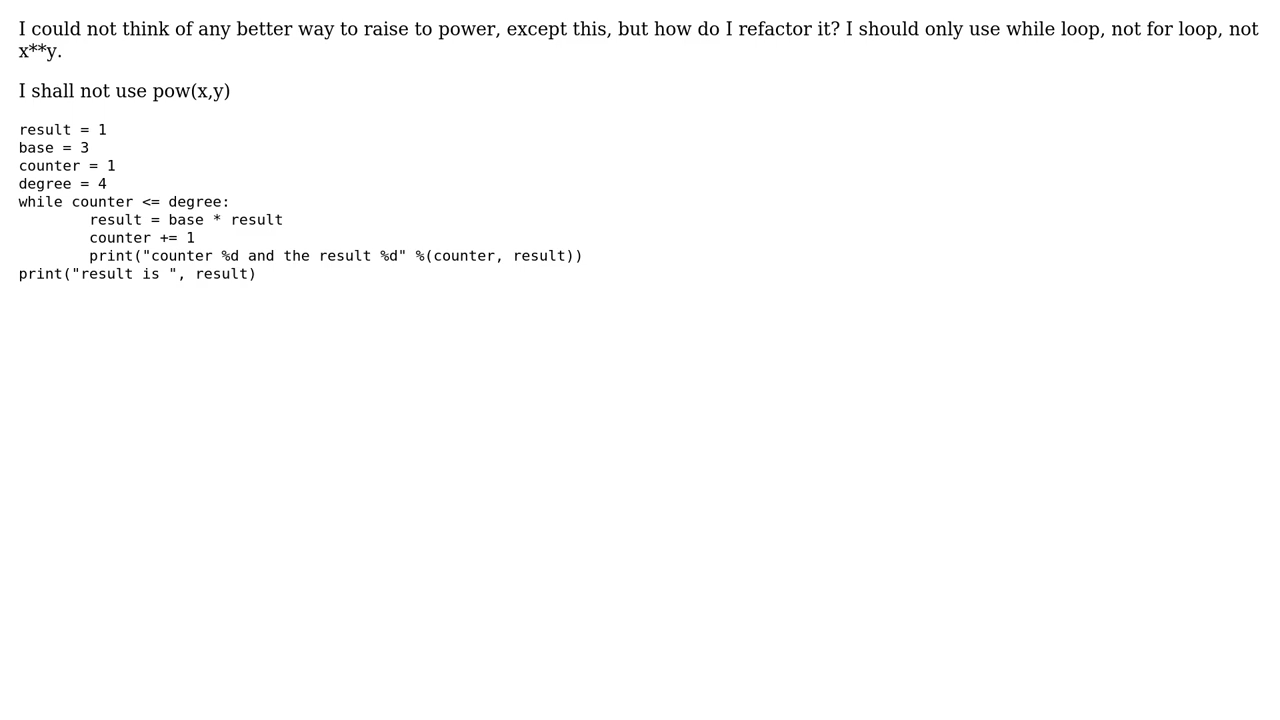 I could not think of any better way to raise to power, except this, but how do I refactor it? I should only use while loop, not for loop, not
x**y.
I shall not use pow(x,y)
result = 1
base = 3
counter = 1
degree = 4
while counter <= degree:
        result = base * result
        counter += 1
        print("counter %d and the result %d" %(counter, result))
print("result is ", result)